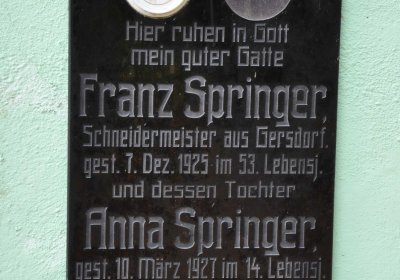 Hier ruhen in Gott
mein guter Gatte
Franz Springer,
Schneidermeister aus Gersdorf,
gest. 7. Dez. 1925 im 53. Lebensj.
und dessen Tochter
Anna Springer,
gest. 10. März 1927 im 14. Lebensj.